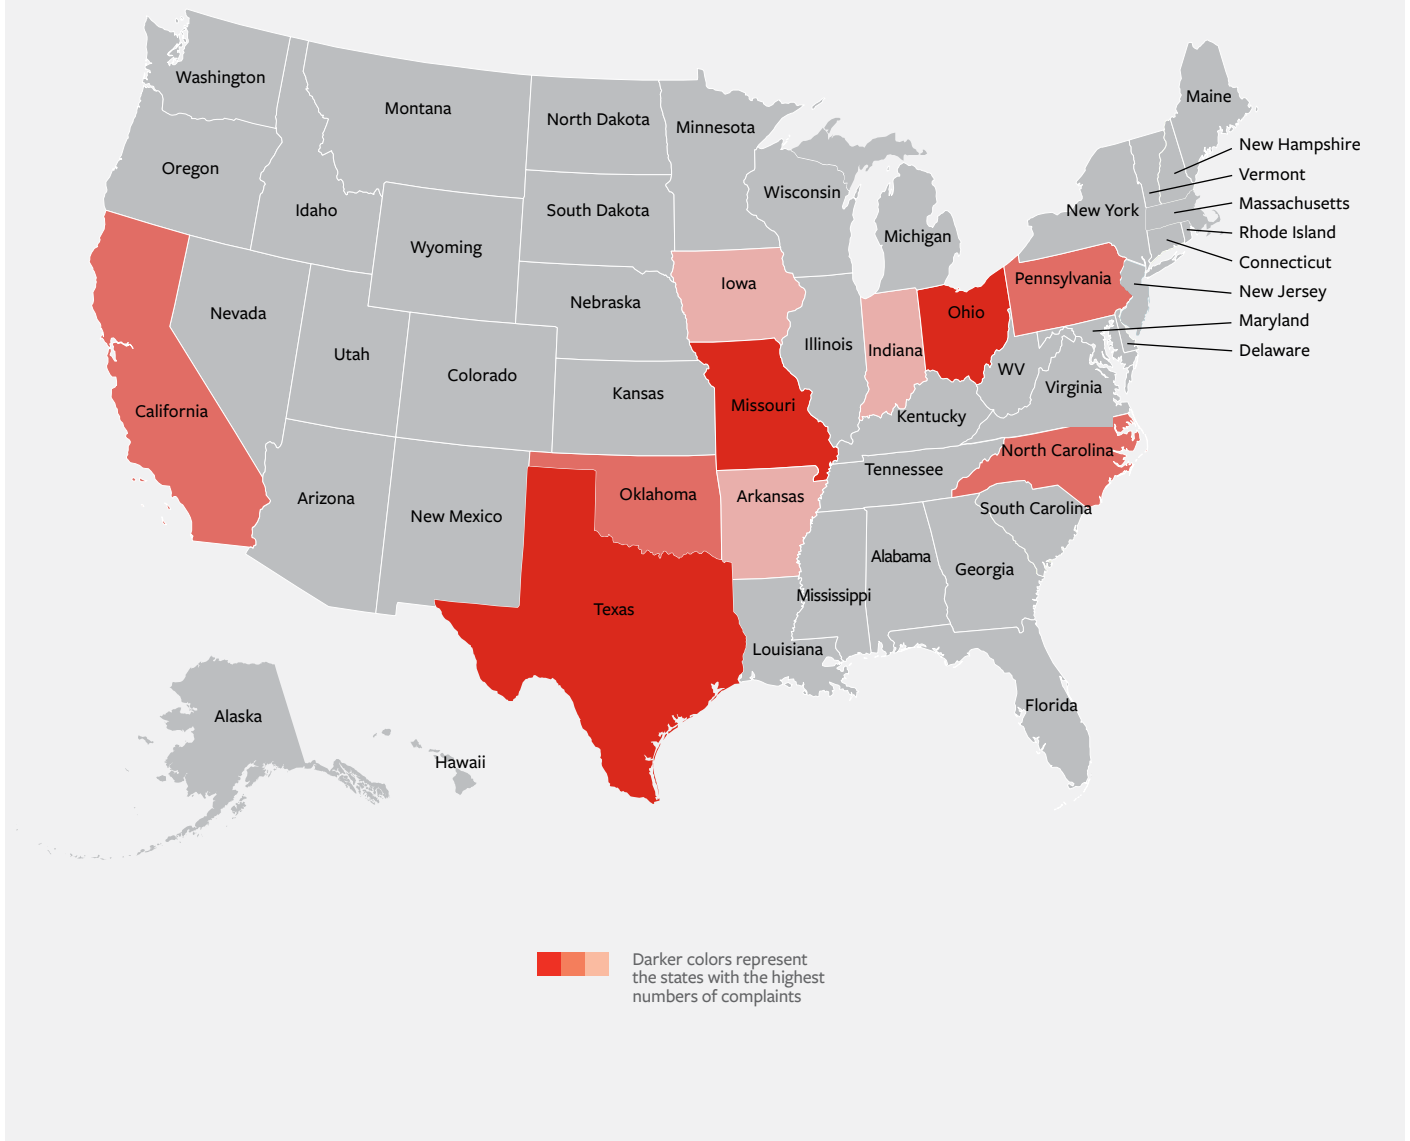 Washington
Montana
North Dakota
Minnesota
Maine
New Hampshire
Oregon
Vermont
Idaho
South Dakota
Wisconsin
New York
Massachusetts
Wyoming
Michigan
Rhode Island
Connecticut
Nevada
Nebraska
Iowa
Ohio
Pennsylvania
New Jersey
Maryland
Utah
Colorado
Illinois
Indiana
Delaware
California
Kansas
Missouri
WV
Virginia
Kentucky
Arizona
New Mexico
Oklahoma
Arkansas
Tennessee
North Carolina
South Carolina
Texas
Mississippi
Alabama
Georgia
Louisiana
Florida
Alaska
Hawaii
Darker colors represent
the states with the highest
numbers of complaints